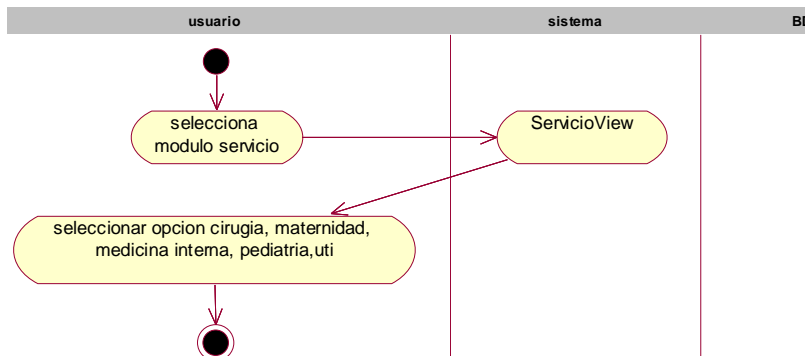 usuario
sistema
selecciona
modulo servicio
ServicioView
seleccionar opcion cirugia, maternidad,
medicina interna, pediatria,uti